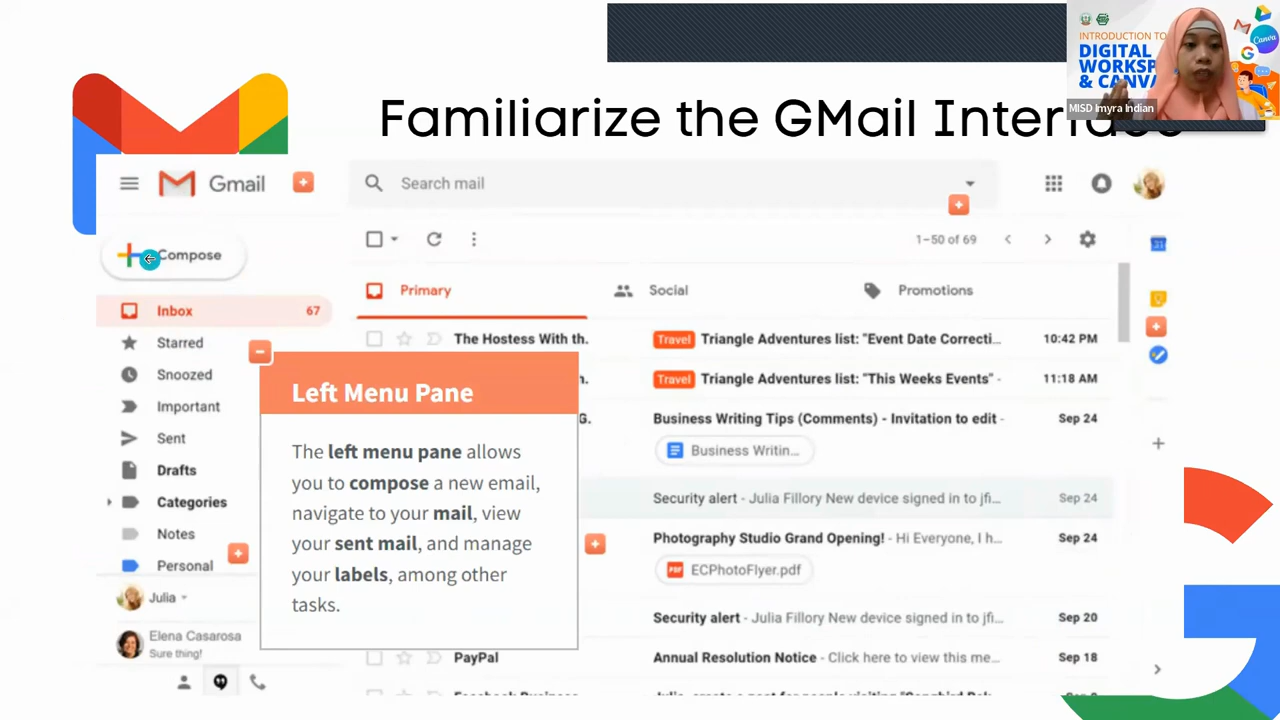 INTRODUCTION TO
DIGITAL
WORKSP
& CANVA
Canva
MISD Imyra Indian
Familiarize the GMail Interface
Gmail
Search mail
Compose
1–50 of 69
Primary
Social
Promotions
Inbox 67
Starred
Snoozed
Important
Sent
Drafts
Categories
Notes
Personal
Julia
Elena Casarosa
Sure thing!
Left Menu Pane
The left menu pane allows
you to compose a new email,
navigate to your mail, view
your sent mail, and manage
your labels, among other
tasks.
The Hostess With th. Travel Triangle Adventures list: "Event Date Correcti... 10:42 PM
Travel Triangle Adventures list: "This Weeks Events" - 11:18 AM
Business Writing Tips (Comments) - Invitation to edit - Sep 24
Business Writin...
Security alert - Julia Fillory New device signed in to jfi... Sep 24
Photography Studio Grand Opening! - Hi Everyone, I h... Sep 24
PDF ECPhotoFlyer.pdf
Security alert - Julia Fillory New device signed in to jfi... Sep 20
PayPal Annual Resolution Notice - Click here to view this me... Sep 18